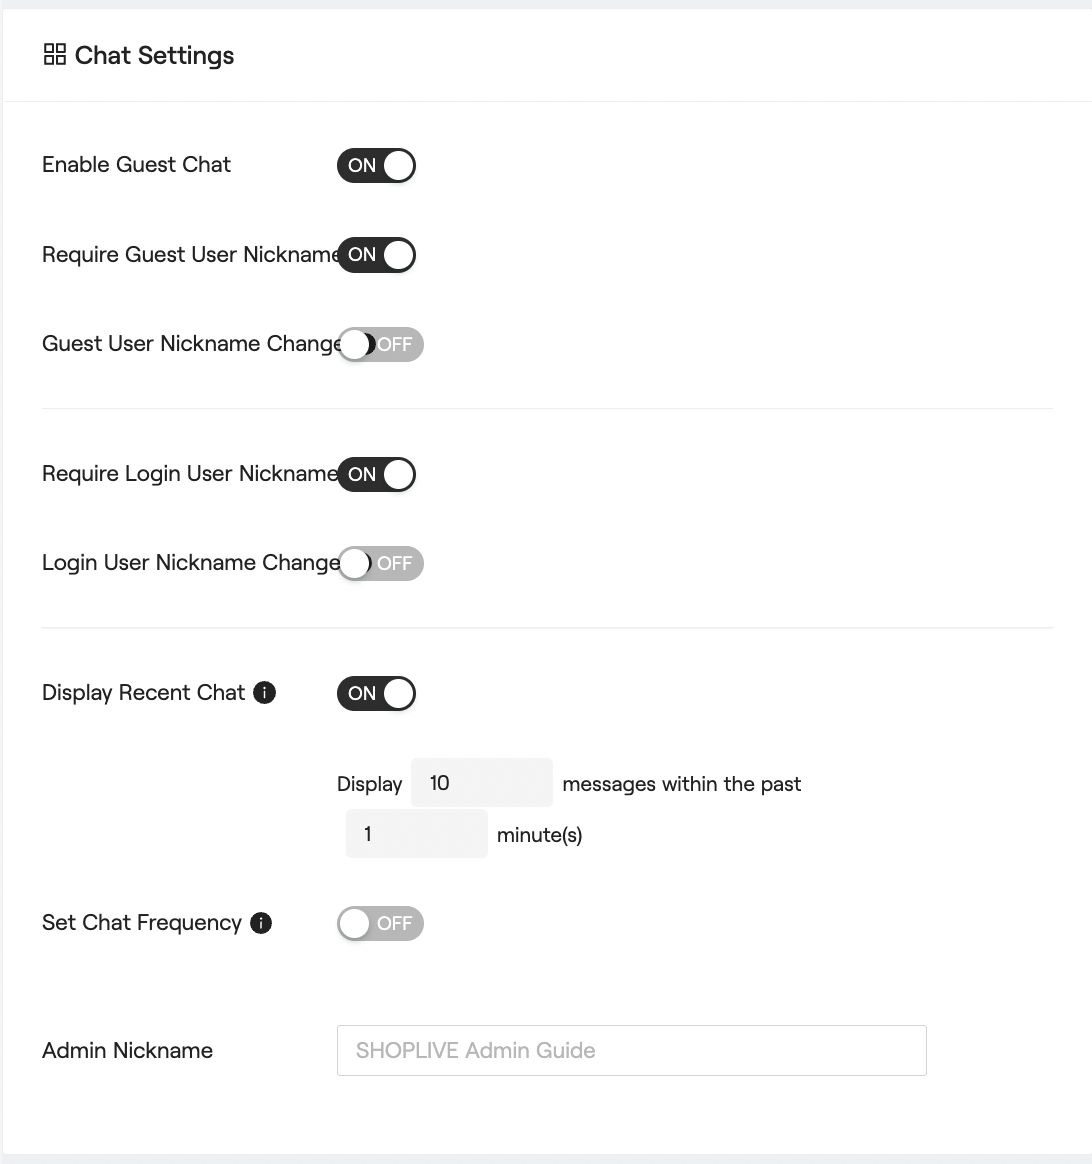 Chat Settings
Enable Guest Chat ON
Require Guest User Nickname ON
Guest User Nickname Change OFF
Require Login User Nickname ON
Login User Nickname Change OFF
Display Recent Chat i ON
Display 10 messages within the past
1 minute(s)
Set Chat Frequency i OFF
Admin Nickname SHOPLIVE Admin Guide